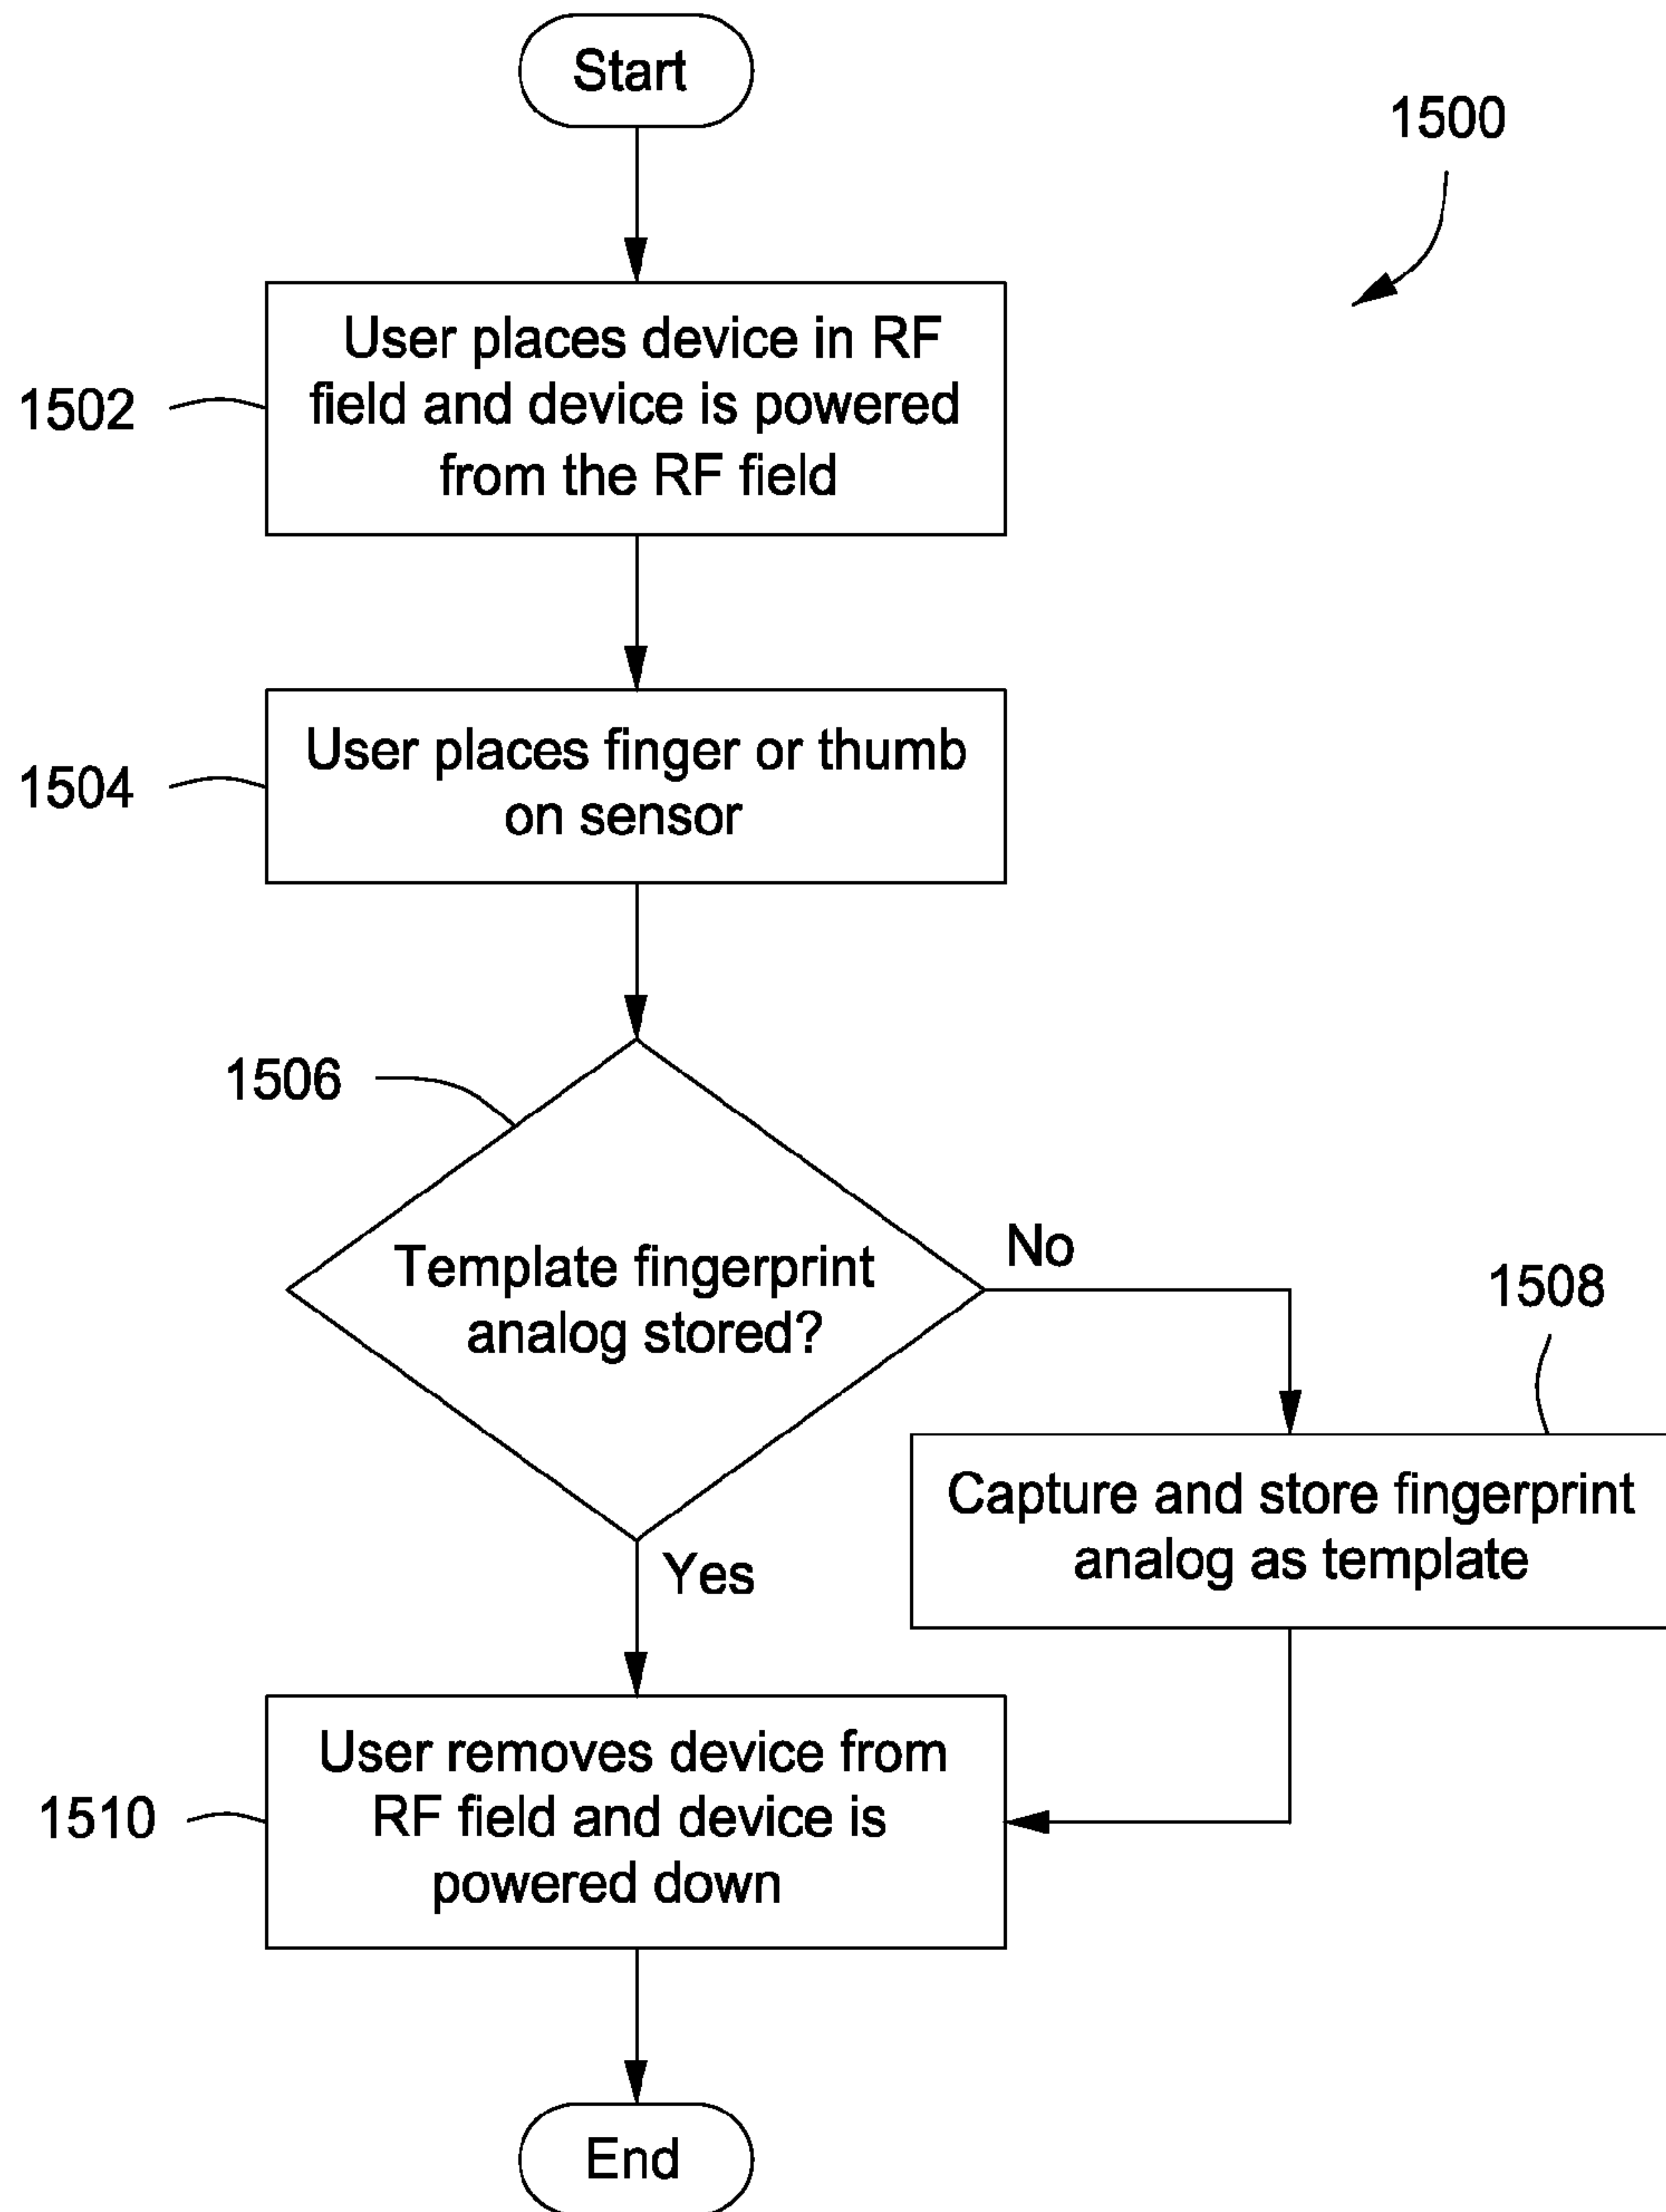 Start
1500
User places device in RF
field and device is powered
from the RF field
1502
User places finger or thumb
on sensor
1504
1506
Template fingerprint
analog stored?
No
1508
Capture and store fingerprint
analog as template
Yes
User removes device from
RF field and device is
powered down
1510
End